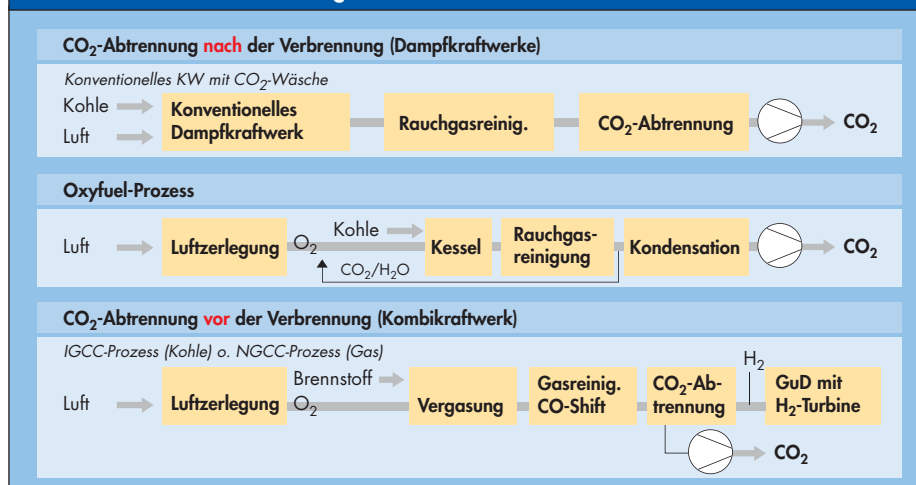 CO₂-Abtrennung nach der Verbrennung (Dampfkraftwerke)
Konventionelles KW mit CO₂-Wäsche
Kohle
Luft
Konventionelles
Dampfkraftwerk
Rauchgasreinig.
CO₂-Abtrennung
CO₂
Oxyfuel-Prozess
Luft
Luftzerlegung
O₂
Kohle
CO₂/H₂O
Kessel
Rauchgas-
reinigung
Kondensation
CO₂
CO₂-Abtrennung vor der Verbrennung (Kombikraftwerk)
IGCC-Prozess (Kohle) o. NGCC-Prozess (Gas)
Luft
Luftzerlegung
Brennstoff
O₂
Vergasung
Gasreinig.
CO-Shift
CO₂-Ab-
trennung
H₂
GuD mit
H₂-Turbine
CO₂